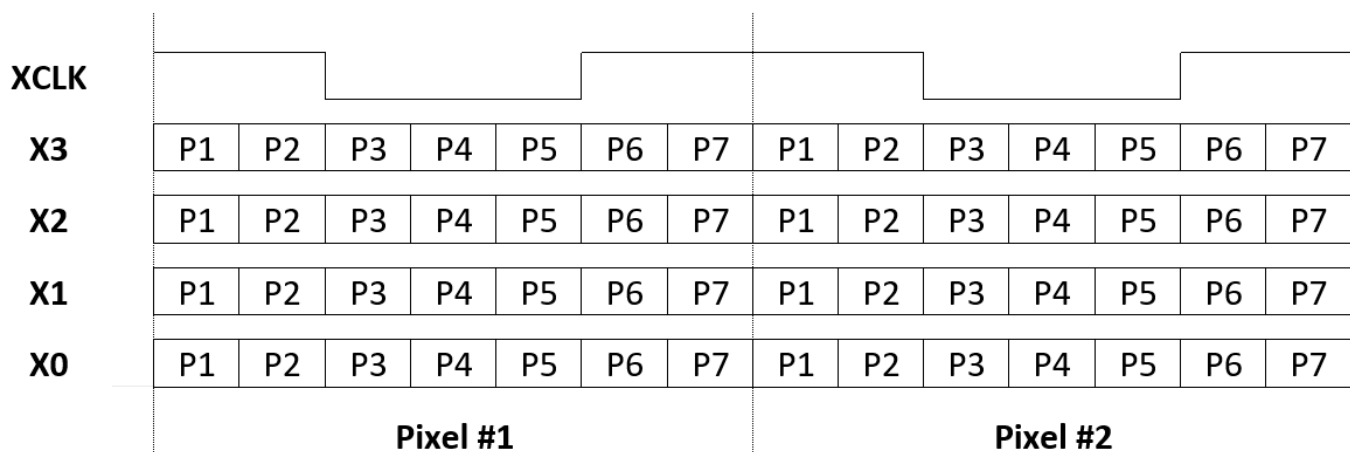 XCLK
X3 P1 P2 P3 P4 P5 P6 P7 P1 P2 P3 P4 P5 P6 P7
X2 P1 P2 P3 P4 P5 P6 P7 P1 P2 P3 P4 P5 P6 P7
X1 P1 P2 P3 P4 P5 P6 P7 P1 P2 P3 P4 P5 P6 P7
X0 P1 P2 P3 P4 P5 P6 P7 P1 P2 P3 P4 P5 P6 P7
Pixel #1 Pixel #2